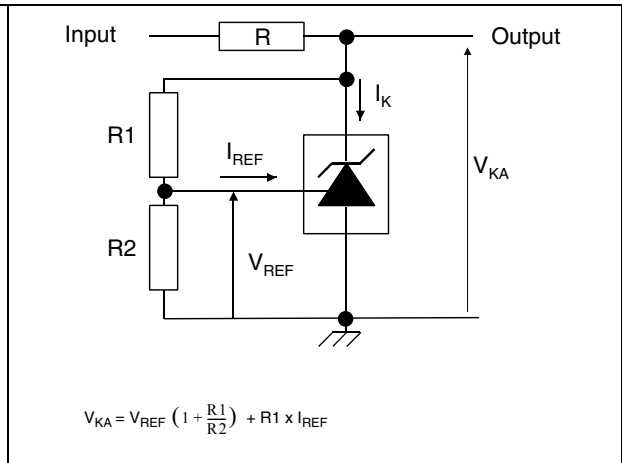 Input R Output
I_K
R1
I_REF
V_KA
R2
V_REF
V_KA = V_REF (1 + R1/R2) + R1 x I_REF